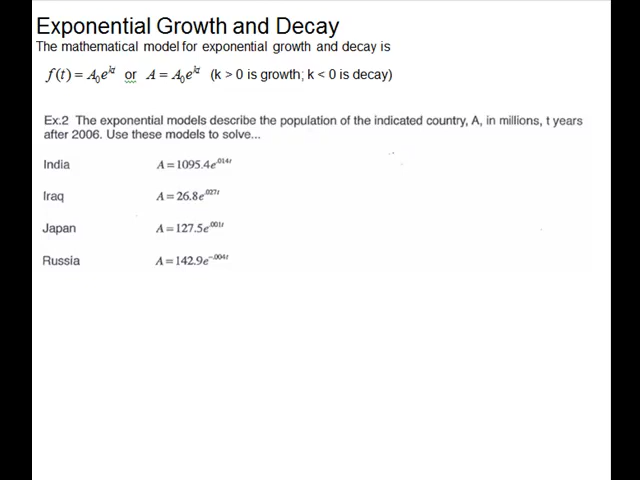 Exponential Growth and Decay
The mathematical model for exponential growth and decay is
f(t) = A₀e^{kt} or A = A₀e^{kt} (k > 0 is growth; k < 0 is decay)
Ex.2 The exponential models describe the population of the indicated country, A, in millions, t years
after 2006. Use these models to solve...
India A = 1095.4e^{.014t}
Iraq A = 26.8e^{.027t}
Japan A = 127.5e^{.001t}
Russia A = 142.9e^{-.004t}